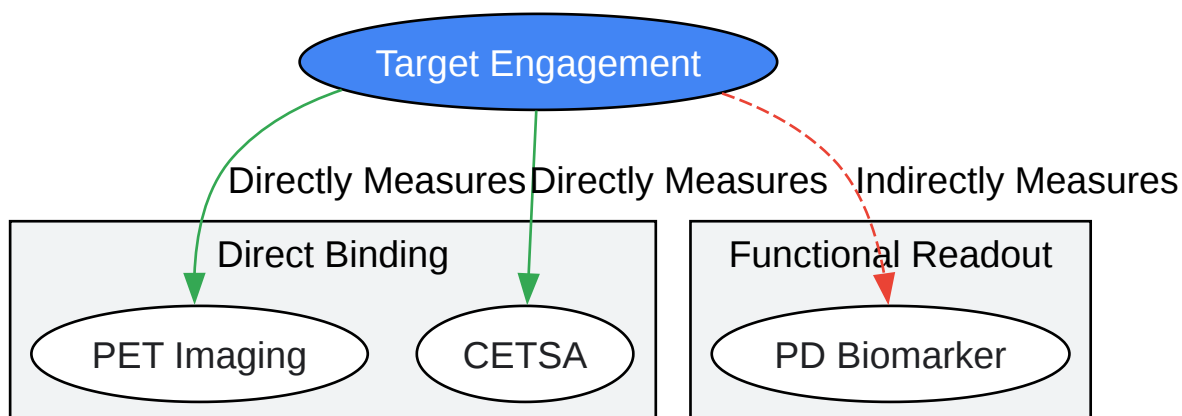 Target Engagement
Directly Measures
Directly Measures
Indirectly Measures
Direct Binding
Functional Readout
PET Imaging
CETSA
PD Biomarker